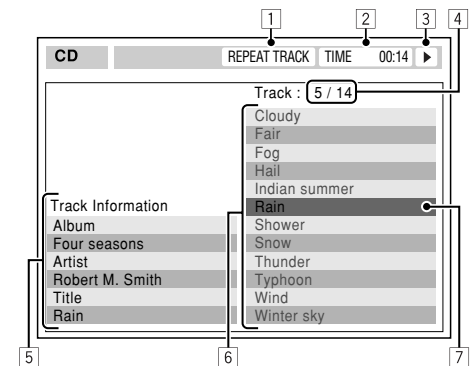 1 2 3 4
CD REPEAT TRACK TIME 00:14
Track : 5 / 14
Cloudy
Fair
Fog
Hail
Indian summer
Rain
Shower
Snow
Thunder
Typhoon
Wind
Winter sky
Track Information
Album
Four seasons
Artist
Robert M. Smith
Title
Rain
5 6 7